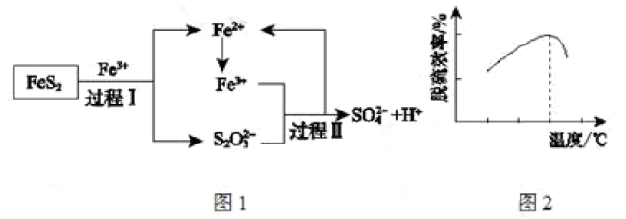 FeS₂
Fe³⁺
过程Ⅰ
Fe²⁺
Fe³⁺
S₂O₃²⁻
过程Ⅱ
SO₄²⁻+H⁺
图1
脱硫效率/%
温度/℃
图2